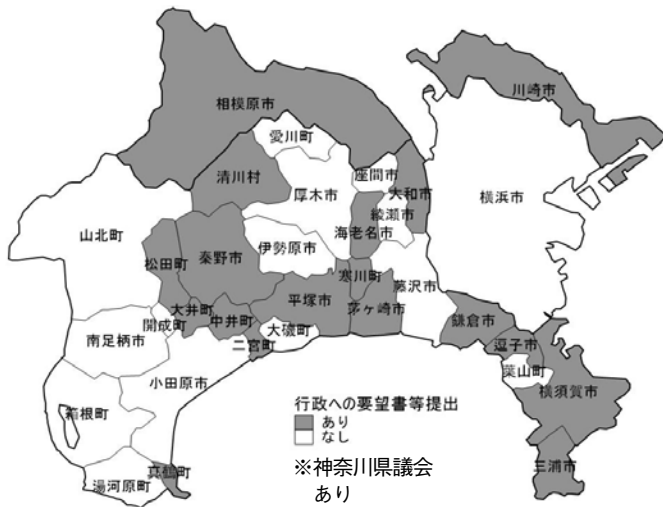 川崎市
相模原市
愛川町
座間市
清川村
大和市
厚木市
横浜市
綾瀬市
海老名市
山北町
伊勢原市
秦野市
松田町
寒川町
藤沢市
平塚市
大井町
茅ヶ崎市
中井町
鎌倉市
開成町
大磯町
南足柄市
二宮町
逗子市
葉山町
小田原市
横須賀市
箱根町
行政への要望書等提出
あり
なし
※神奈川県議会
あり
三浦市
真鶴町
湯河原町